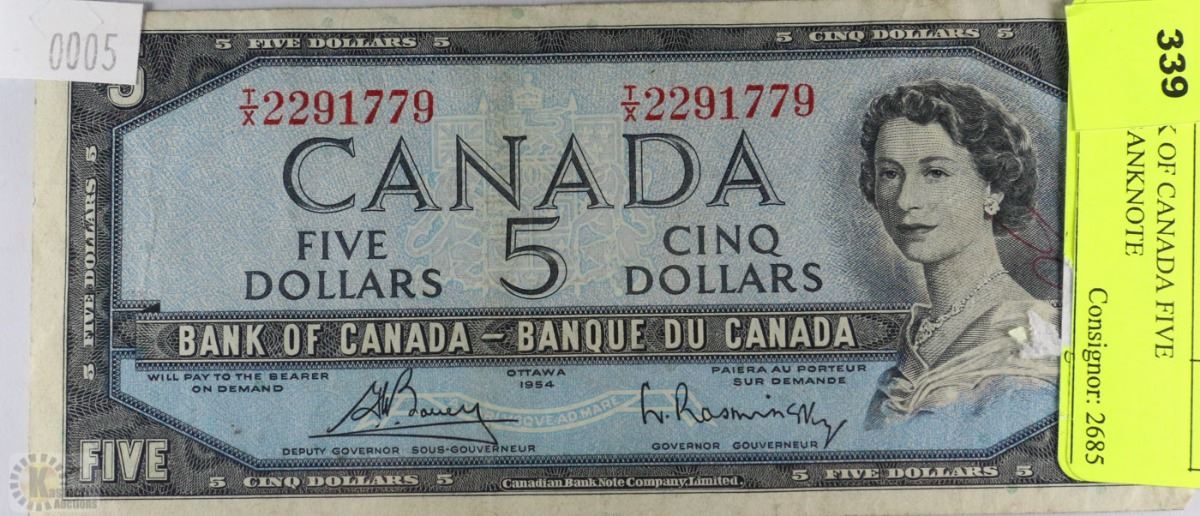 0005
5 FIVE DOLLARS 5
5 CINQ DOLLARS 5
339
T/X 2291779
T/X 2291779
CANADA
FIVE DOLLARS
5
CINQ DOLLARS
BANK OF CANADA – BANQUE DU CANADA
WILL PAY TO THE BEARER
ON DEMAND
OTTAWA
1954
PAIERA AU PORTEUR
SUR DEMANDE
DEPUTY GOVERNOR SOUS-GOUVERNEUR
GOVERNOR GOUVERNEUR
FIVE
5 CINQ DOLLARS 5
Canadian Bank Note Company, Limited.
5 FIVE DOLLARS 5
5 FIVE DOLLARS 5
K OF CANADA FIVE
ANKNOTE
Consignor: 2685